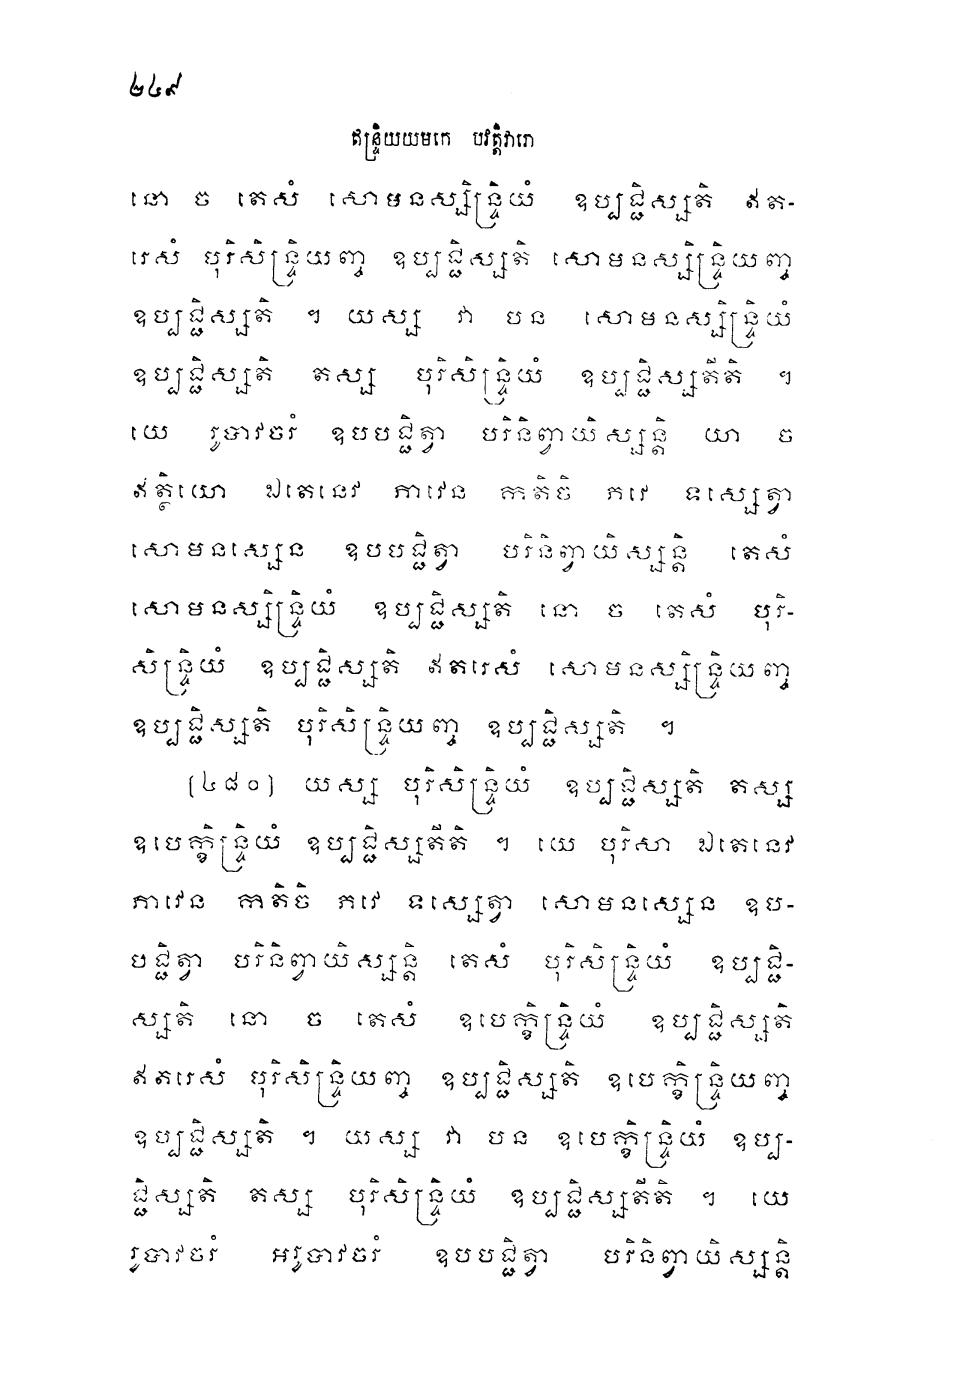 ២៤៩
ឥន្ទ្រិយយមកេ បវត្តិវារោ
នោ ច តេសំ សោមនស្សិន្ទ្រិយំ ឧប្បជ្ជិស្សតិ ឥត-
រេសំ បុរិសិន្ទ្រិយញ្ច ឧប្បជ្ជិស្សតិ សោមនស្សិន្ទ្រិយញ្ច
ឧប្បជ្ជិស្សតិ ។ យស្ស វា បន សោមនស្សិន្ទ្រិយំ
ឧប្បជ្ជិស្សតិ តស្ស បុរិសិន្ទ្រិយំ ឧប្បជ្ជិស្សតីតិ ។
យេ រូបាវចរំ ឧបបជ្ជិត្វា បរិនិព្វាយិស្សន្តិ យា ច
ឥត្ថិយោ ឯតេនេវ ភាវេន កតិចិ ភវេ ទស្សេត្វា
សោមនស្សេន ឧបបជ្ជិត្វា បរិនិព្វាយិស្សន្តិ តេសំ
សោមនស្សិន្ទ្រិយំ ឧប្បជ្ជិស្សតិ នោ ច តេសំ បុរិ-
សិន្ទ្រិយំ ឧប្បជ្ជិស្សតិ ឥតរេសំ សោមនស្សិន្ទ្រិយញ្ច
ឧប្បជ្ជិស្សតិ បុរិសិន្ទ្រិយញ្ច ឧប្បជ្ជិស្សតិ ។
[៤៨០] យស្ស បុរិសិន្ទ្រិយំ ឧប្បជ្ជិស្សតិ តស្ស
ឧបេក្ខិន្ទ្រិយំ ឧប្បជ្ជិស្សតីតិ ។ យេ បុរិសា ឯតេនេវ
ភាវេន កតិចិ ភវេ ទស្សេត្វា សោមនស្សេន ឧប-
បជ្ជិត្វា បរិនិព្វាយិស្សន្តិ តេសំ បុរិសិន្ទ្រិយំ ឧប្បជ្ជិ-
ស្សតិ នោ ច តេសំ ឧបេក្ខិន្ទ្រិយំ ឧប្បជ្ជិស្សតិ
ឥតរេសំ បុរិសិន្ទ្រិយញ្ច ឧប្បជ្ជិស្សតិ ឧបេក្ខិន្ទ្រិយញ្ច
ឧប្បជ្ជិស្សតិ ។ យស្ស វា បន ឧបេក្ខិន្ទ្រិយំ ឧប្ប-
ជ្ជិស្សតិ តស្ស បុរិសិន្ទ្រិយំ ឧប្បជ្ជិស្សតីតិ ។ យេ
រូបាវចរំ អរូបាវចរំ ឧបបជ្ជិត្វា បរិនិព្វាយិស្សន្តិ